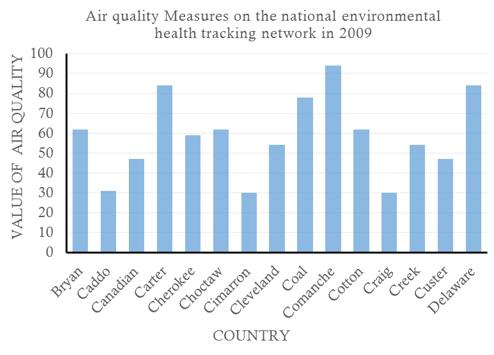 Air quality Measures on the national environmental
health tracking network in 2009
VALUE OF AIR QUALITY
100
90
80
70
60
50
40
30
20
10
0
Bryan
Caddo
Canadian
Carter
Cherokee
Choctaw
Cimarron
Cleveland
Coal
Comanche
Cotton
Craig
Creek
Custer
Delaware
COUNTRY